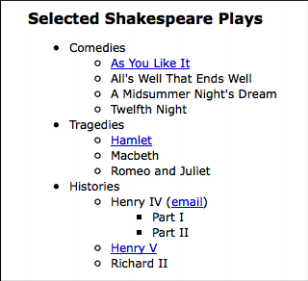 Selected Shakespeare Plays
Comedies
As You Like It
All's Well That Ends Well
A Midsummer Night's Dream
Twelfth Night
Tragedies
Hamlet
Macbeth
Romeo and Juliet
Histories
Henry IV (email)
Part I
Part II
Henry V
Richard II